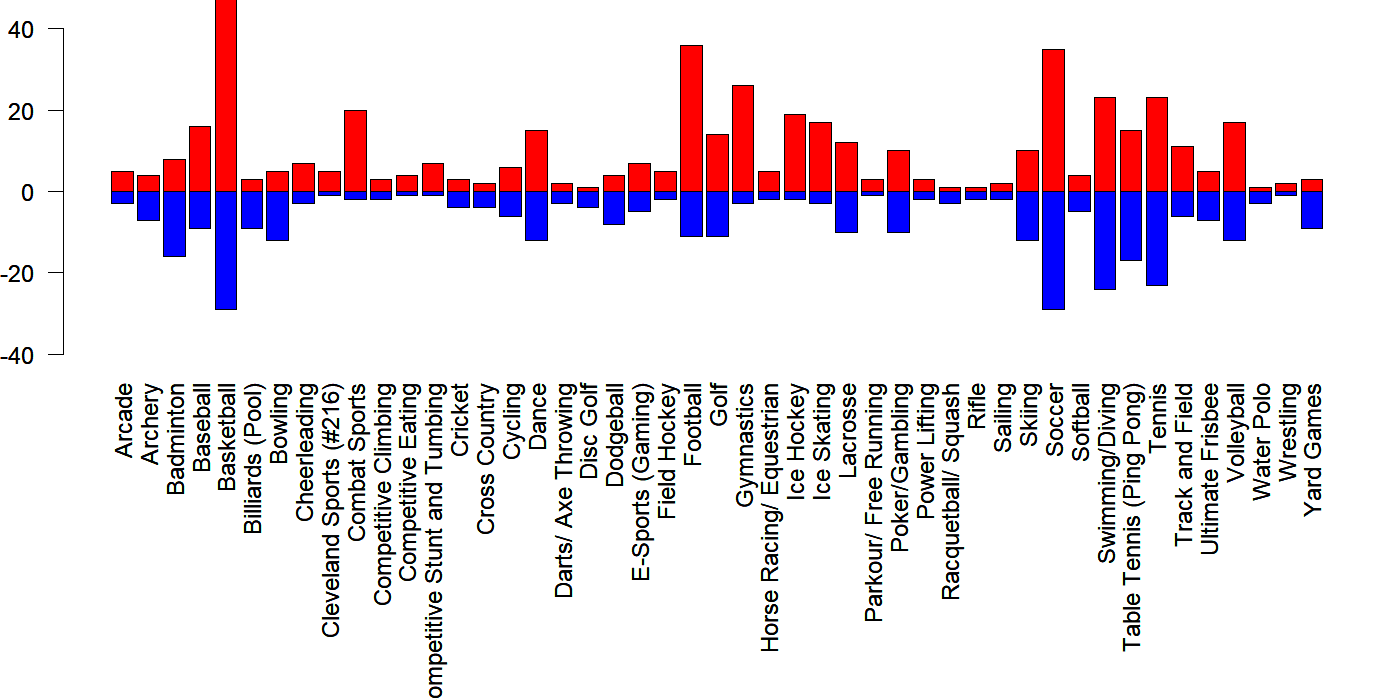 40
20
0
-20
-40
Arcade
Archery
Badminton
Baseball
Basketball
Billiards (Pool)
Bowling
Cheerleading
Cleveland Sports (#216)
Combat Sports
Competitive Climbing
Competitive Eating
ompetitive Stunt and Tumbing
Cricket
Cross Country
Cycling
Dance
Darts/ Axe Throwing
Disc Golf
Dodgeball
E-Sports (Gaming)
Field Hockey
Football
Golf
Gymnastics
Horse Racing/ Equestrian
Ice Hockey
Ice Skating
Lacrosse
Parkour/ Free Running
Poker/Gambling
Power Lifting
Racquetball/ Squash
Rifle
Sailing
Skiing
Soccer
Softball
Swimming/Diving
Table Tennis (Ping Pong)
Tennis
Track and Field
Ultimate Frisbee
Volleyball
Water Polo
Wrestling
Yard Games